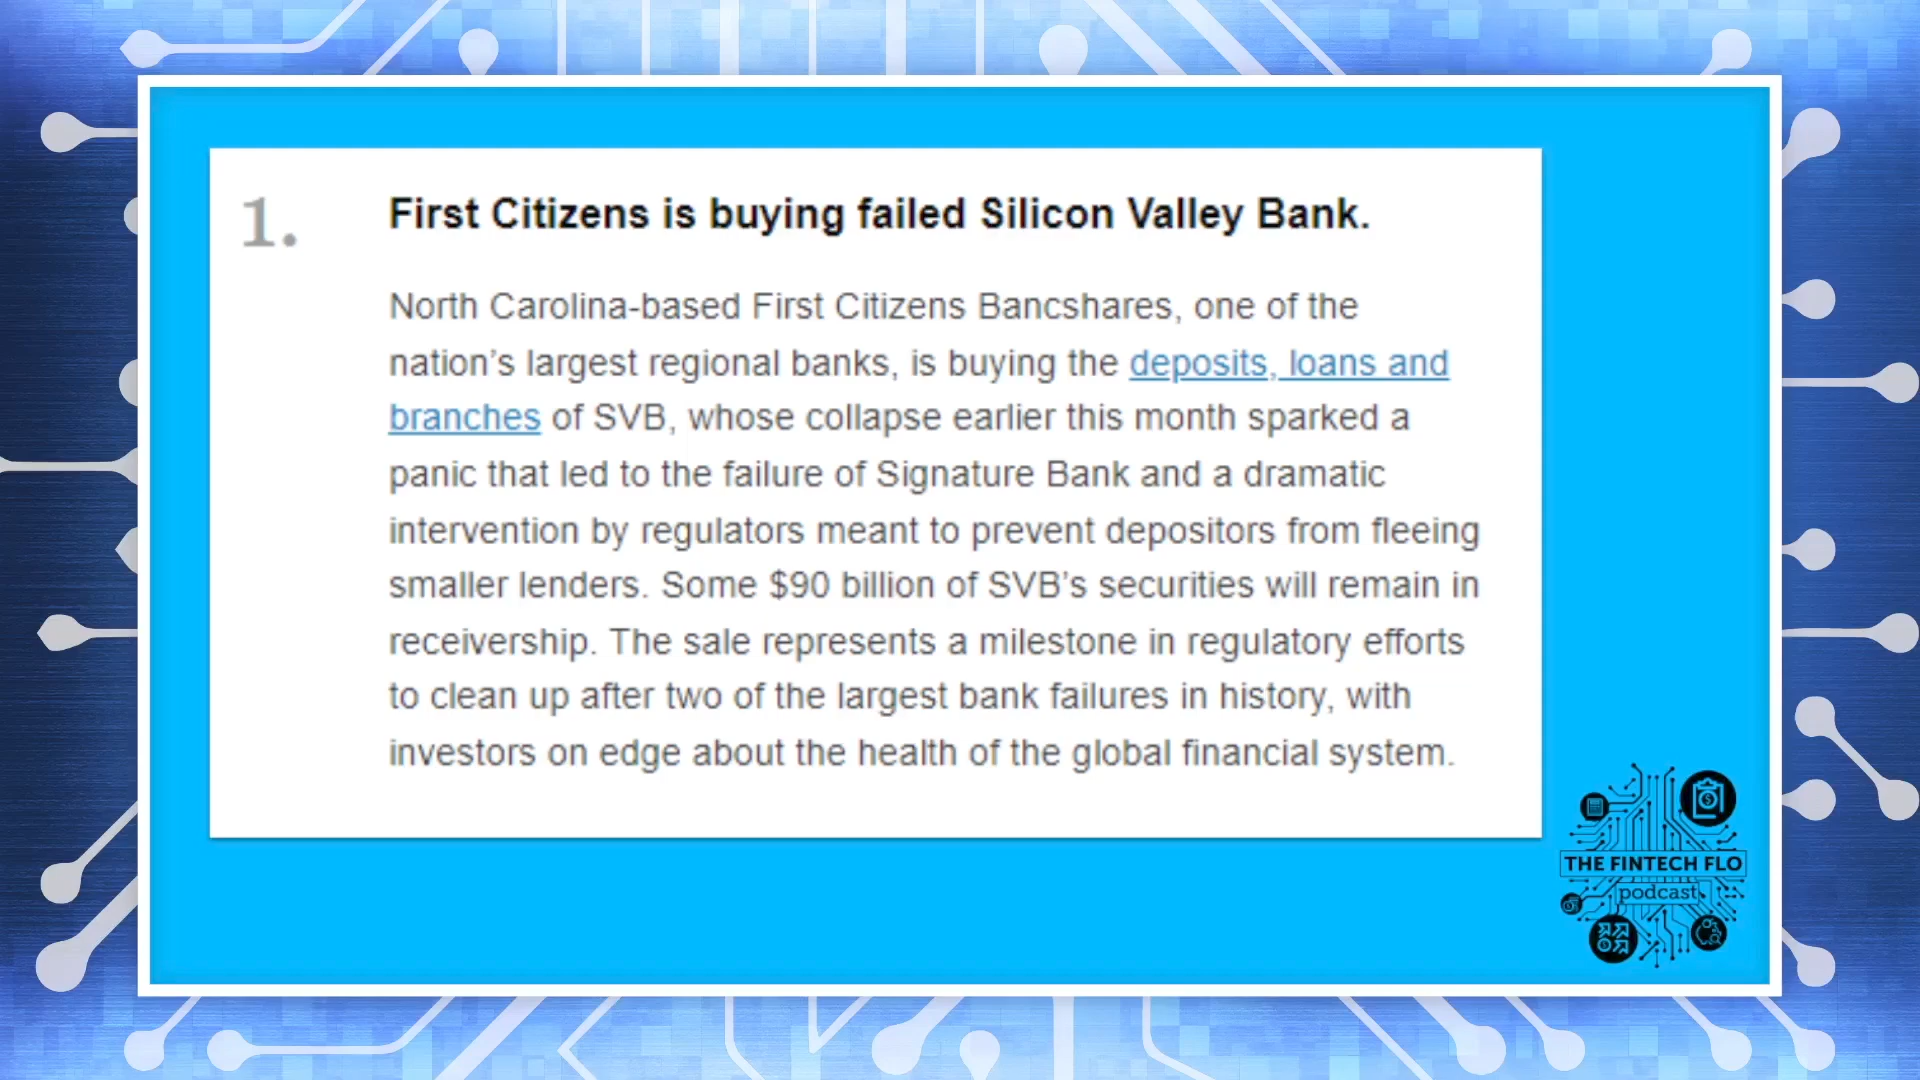 1.
First Citizens is buying failed Silicon Valley Bank.
North Carolina-based First Citizens Bancshares, one of the
nation’s largest regional banks, is buying the deposits, loans and
branches of SVB, whose collapse earlier this month sparked a
panic that led to the failure of Signature Bank and a dramatic
intervention by regulators meant to prevent depositors from fleeing
smaller lenders. Some $90 billion of SVB’s securities will remain in
receivership. The sale represents a milestone in regulatory efforts
to clean up after two of the largest bank failures in history, with
investors on edge about the health of the global financial system.
THE FINTECH FLO
podcast